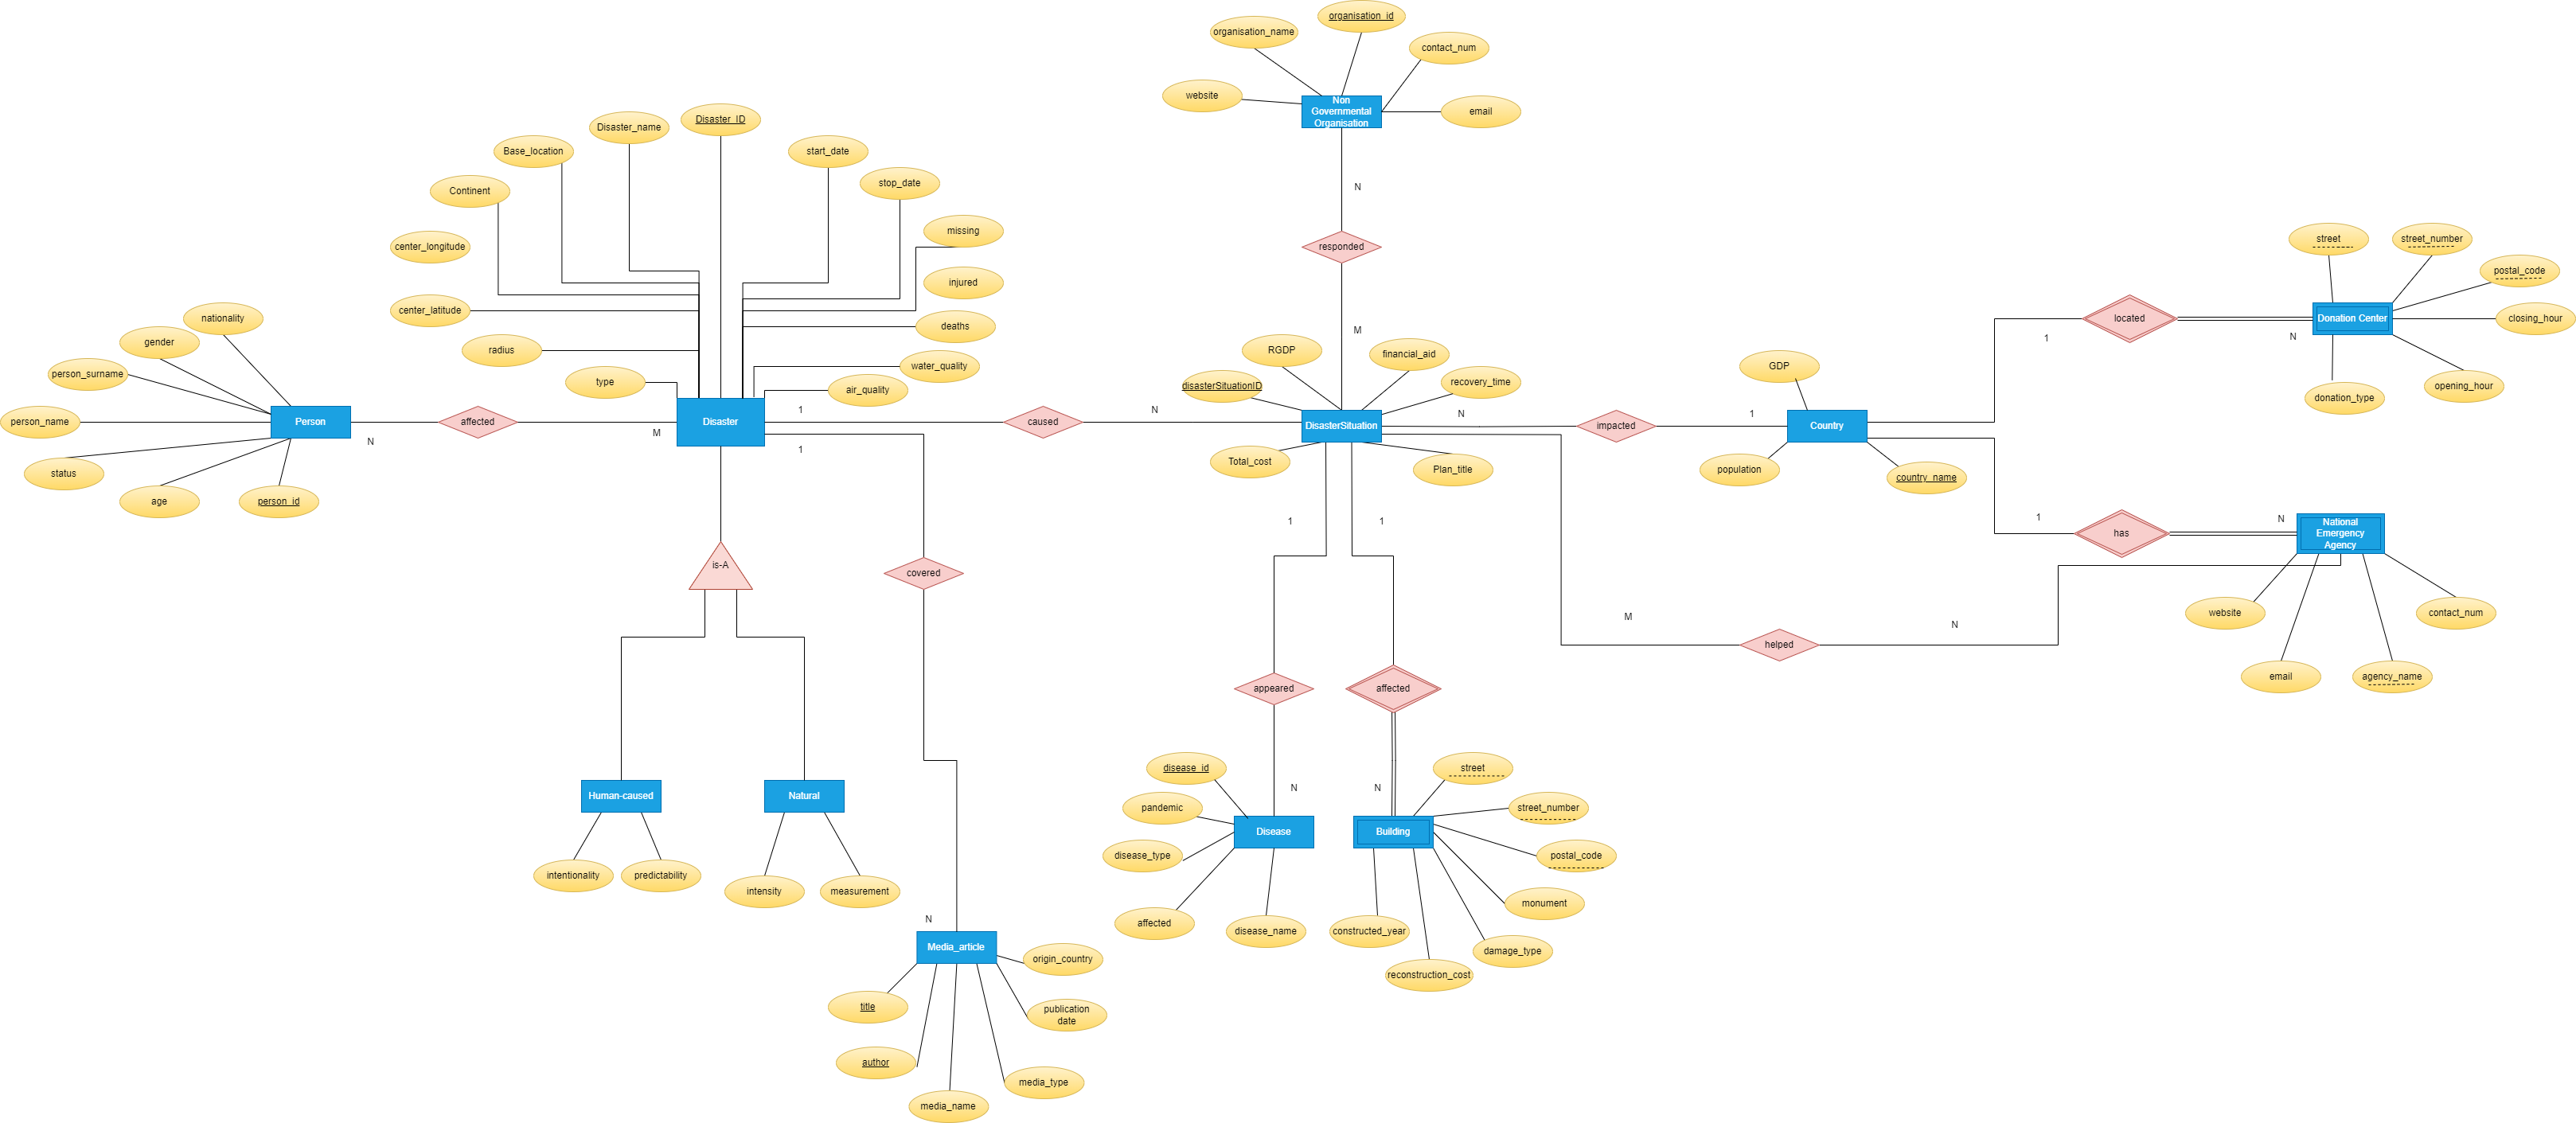 organisation_id
organisation_name
contact_num
website
Non
Governmental
Organisation
email
Disaster_ID
Disaster_name
Base_location
start_date
stop_date
Continent
N
missing
center_longitude
responded
injured
street
street_number
postal_code
center_latitude
deaths
nationality
M
located
Donation Center
closing_hour
1
N
gender
radius
RGDP
financial_aid
water_quality
GDP
person_surname
type
air_quality
disasterSituationID
recovery_time
opening_hour
donation_type
person_name
Person
N
affected
M
Disaster
1
1
caused
N
DisasterSituation
N
impacted
1
Country
status
Total_cost
Plan_title
population
country_name
age
person_id
1
1
1
N
has
National
Emergency
Agency
is-A
covered
M
N
website
contact_num
helped
email
agency_name
appeared
affected
disease_id
street
Human-caused
Natural
N
N
pandemic
street_number
Disease
Building
disease_type
postal_code
intentionality
predictability
intensity
measurement
monument
N
affected
disease_name
constructed_year
Media_article
origin_country
damage_type
reconstruction_cost
title
publication
date
author
media_type
media_name